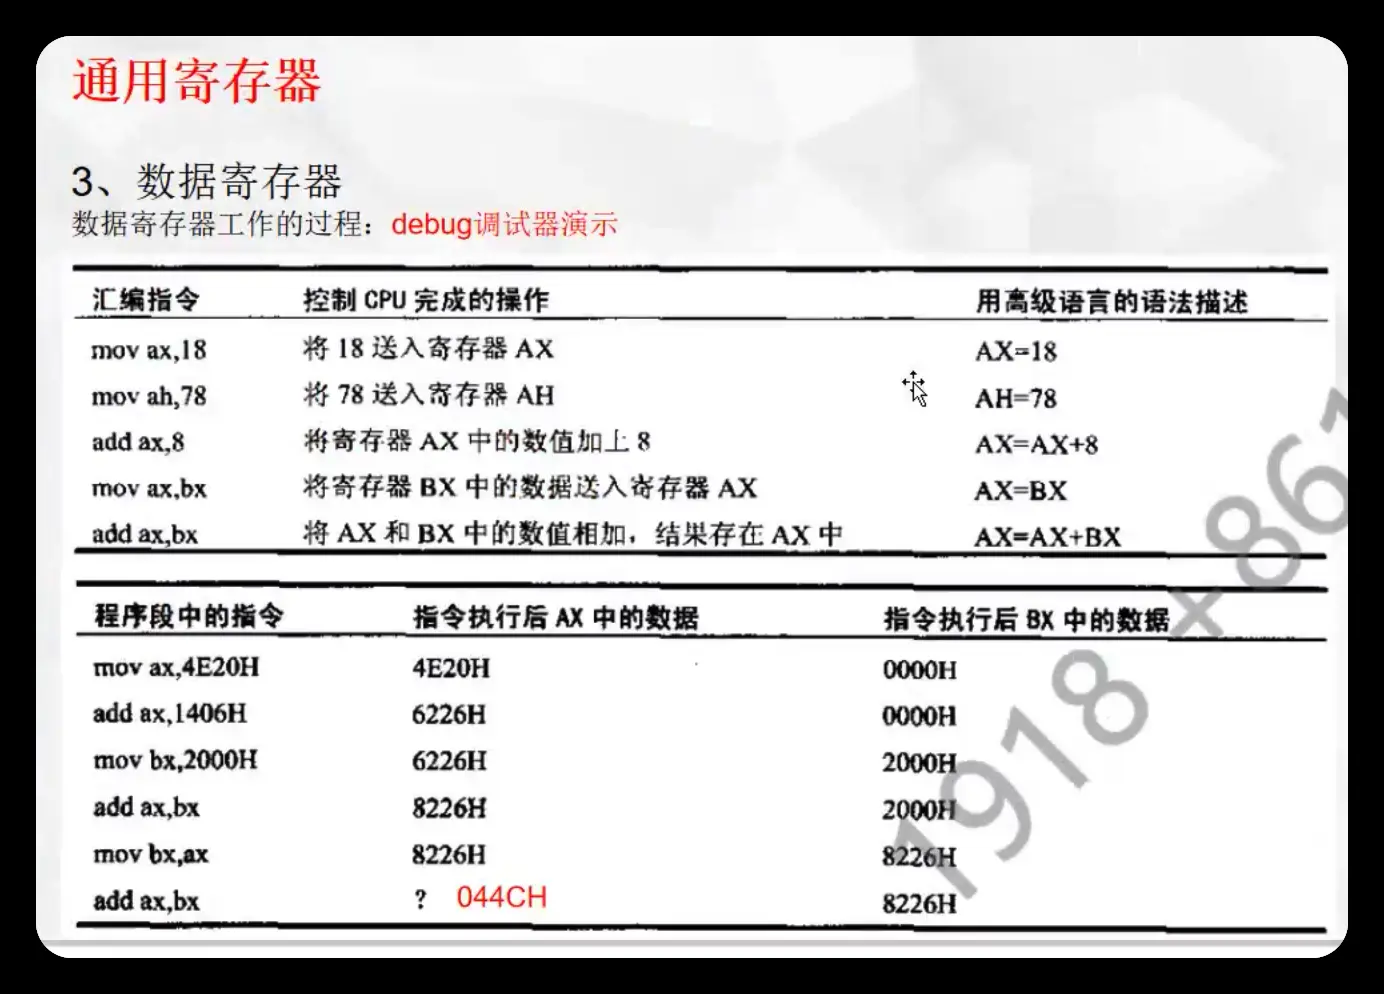 通用寄存器
3、数据寄存器
数据寄存器工作的过程：debug调试器演示
汇编指令 控制 CPU 完成的操作 用高级语言的语法描述
mov ax,18 将 18 送入寄存器 AX AX=18
mov ah,78 将 78 送入寄存器 AH AH=78
add ax,8 将寄存器 AX 中的数值加上 8 AX=AX+8
mov ax,bx 将寄存器 BX 中的数据送入寄存器 AX AX=BX
add ax,bx 将 AX 和 BX 中的数值相加，结果存在 AX 中 AX=AX+BX
程序段中的指令 指令执行后 AX 中的数据 指令执行后 BX 中的数据
mov ax,4E20H 4E20H 0000H
add ax,1406H 6226H 0000H
mov bx,2000H 6226H 2000H
add ax,bx 8226H 2000H
mov bx,ax 8226H 8226H
add ax,bx ? 044CH 8226H
1918 +861